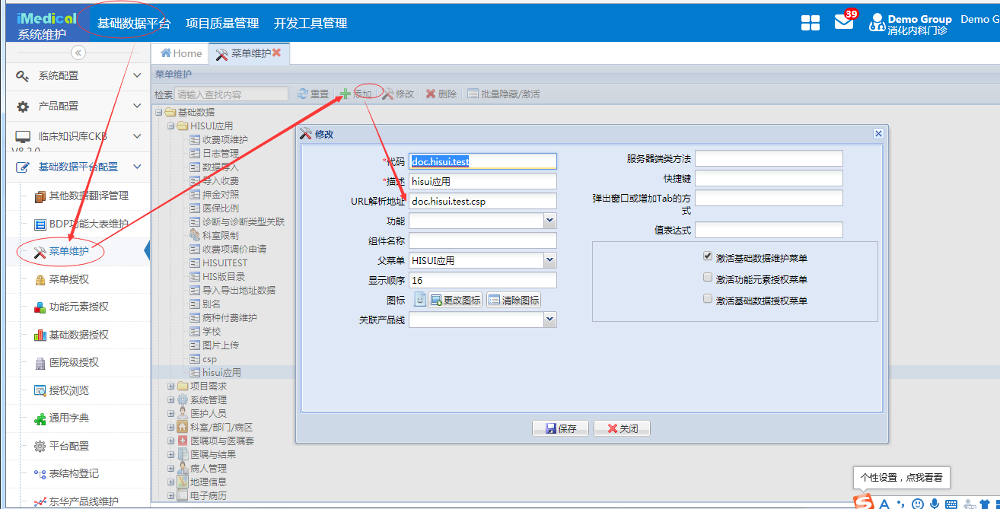 iMedical
系统维护
基础数据平台
项目质量管理
开发工具管理
39
Demo Group
消化内科门诊
Demo G
Home
菜单维护
系统配置
产品配置
临床知识库CKB
V8.2.0
基础数据平台配置
其他数据翻译管理
BDP功能大表维护
菜单维护
菜单授权
功能元素授权
基础数据授权
医院级授权
授权浏览
通用字典
平台配置
表结构登记
东华产品线维护
菜单维护
检索 请输入查找内容
重置
添加
修改
删除
批量隐藏/激活
基础数据
HISUI应用
收费项维护
日志管理
数据导入
导入收费
押金对照
医保比例
诊断与诊断类型关联
科室限制
收费项调价申请
HISUITEST
HIS版目录
导入导出地址数据
别名
病种付费维护
学校
图片上传
csp
hisui应用
项目需求
系统管理
医护人员
科室/部门/病区
医嘱项与医嘱套
医嘱与结果
病人管理
地理信息
电子病历
修改
*代码 doc.hisui.test
*描述 hisui应用
URL解析地址 doc.hisui.test.csp
功能
组件名称
父菜单 HISUI应用
显示顺序 16
图标 更改图标 清除图标
关联产品线
服务器端类方法
快捷键
弹出窗口或增加Tab的方
式
值表达式
激活基础数据维护菜单
激活功能元素授权菜单
激活基础数据授权菜单
保存
关闭
个性设置，点我看看